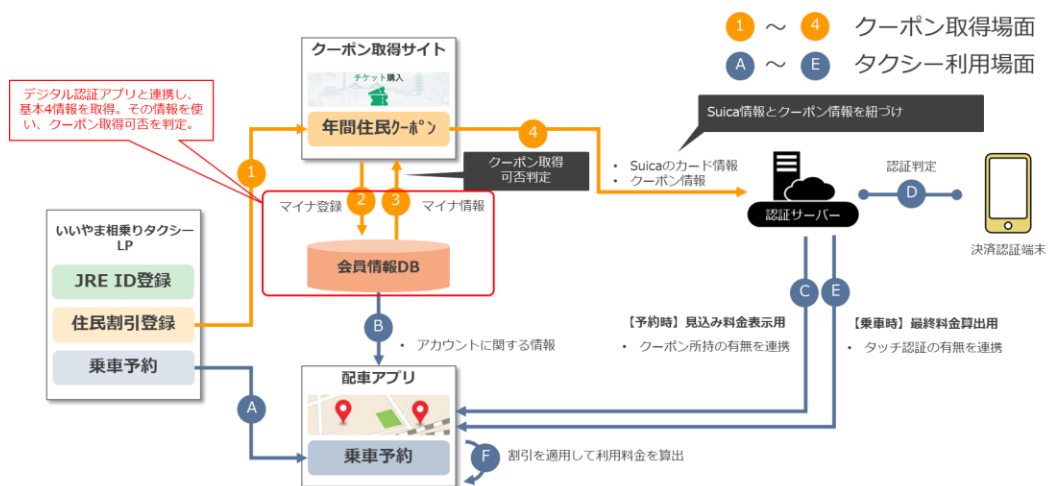 1 ～ 4 クーポン取得場面
A ～ E タクシー利用場面
クーポン取得サイト
チケット購入
年間住民クーポン
デジタル認証アプリと連携し、
基本4情報を取得。その情報を使
い、クーポン取得可否を判定。
1
4
Suica情報とクーポン情報を紐づけ
クーポン取得
可否判定
・ Suicaのカード情報
・ クーポン情報
認証サーバー
認証判定
D
決済認証端末
マイナ登録
2
3
マイナ情報
会員情報DB
いいやま相乗りタクシー
LP
JRE ID登録
住民割引登録
乗車予約
B
・ アカウントに関する情報
C
E
【予約時】見込み料金表示用
・ クーポン所持の有無を連携
【乗車時】最終料金算出用
・ タッチ認証の有無を連携
A
配車アプリ
乗車予約
F
割引を適用して利用料金を算出